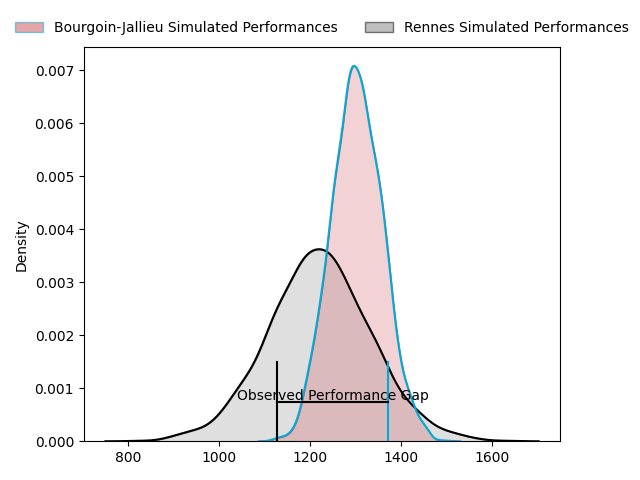 Bourgoin-Jallieu Simulated Performances Rennes Simulated Performances
0.007
0.006
0.005
0.004
0.003
0.002
0.001
0.000
Density
Observed Performance Gap
800 1000 1200 1400 1600